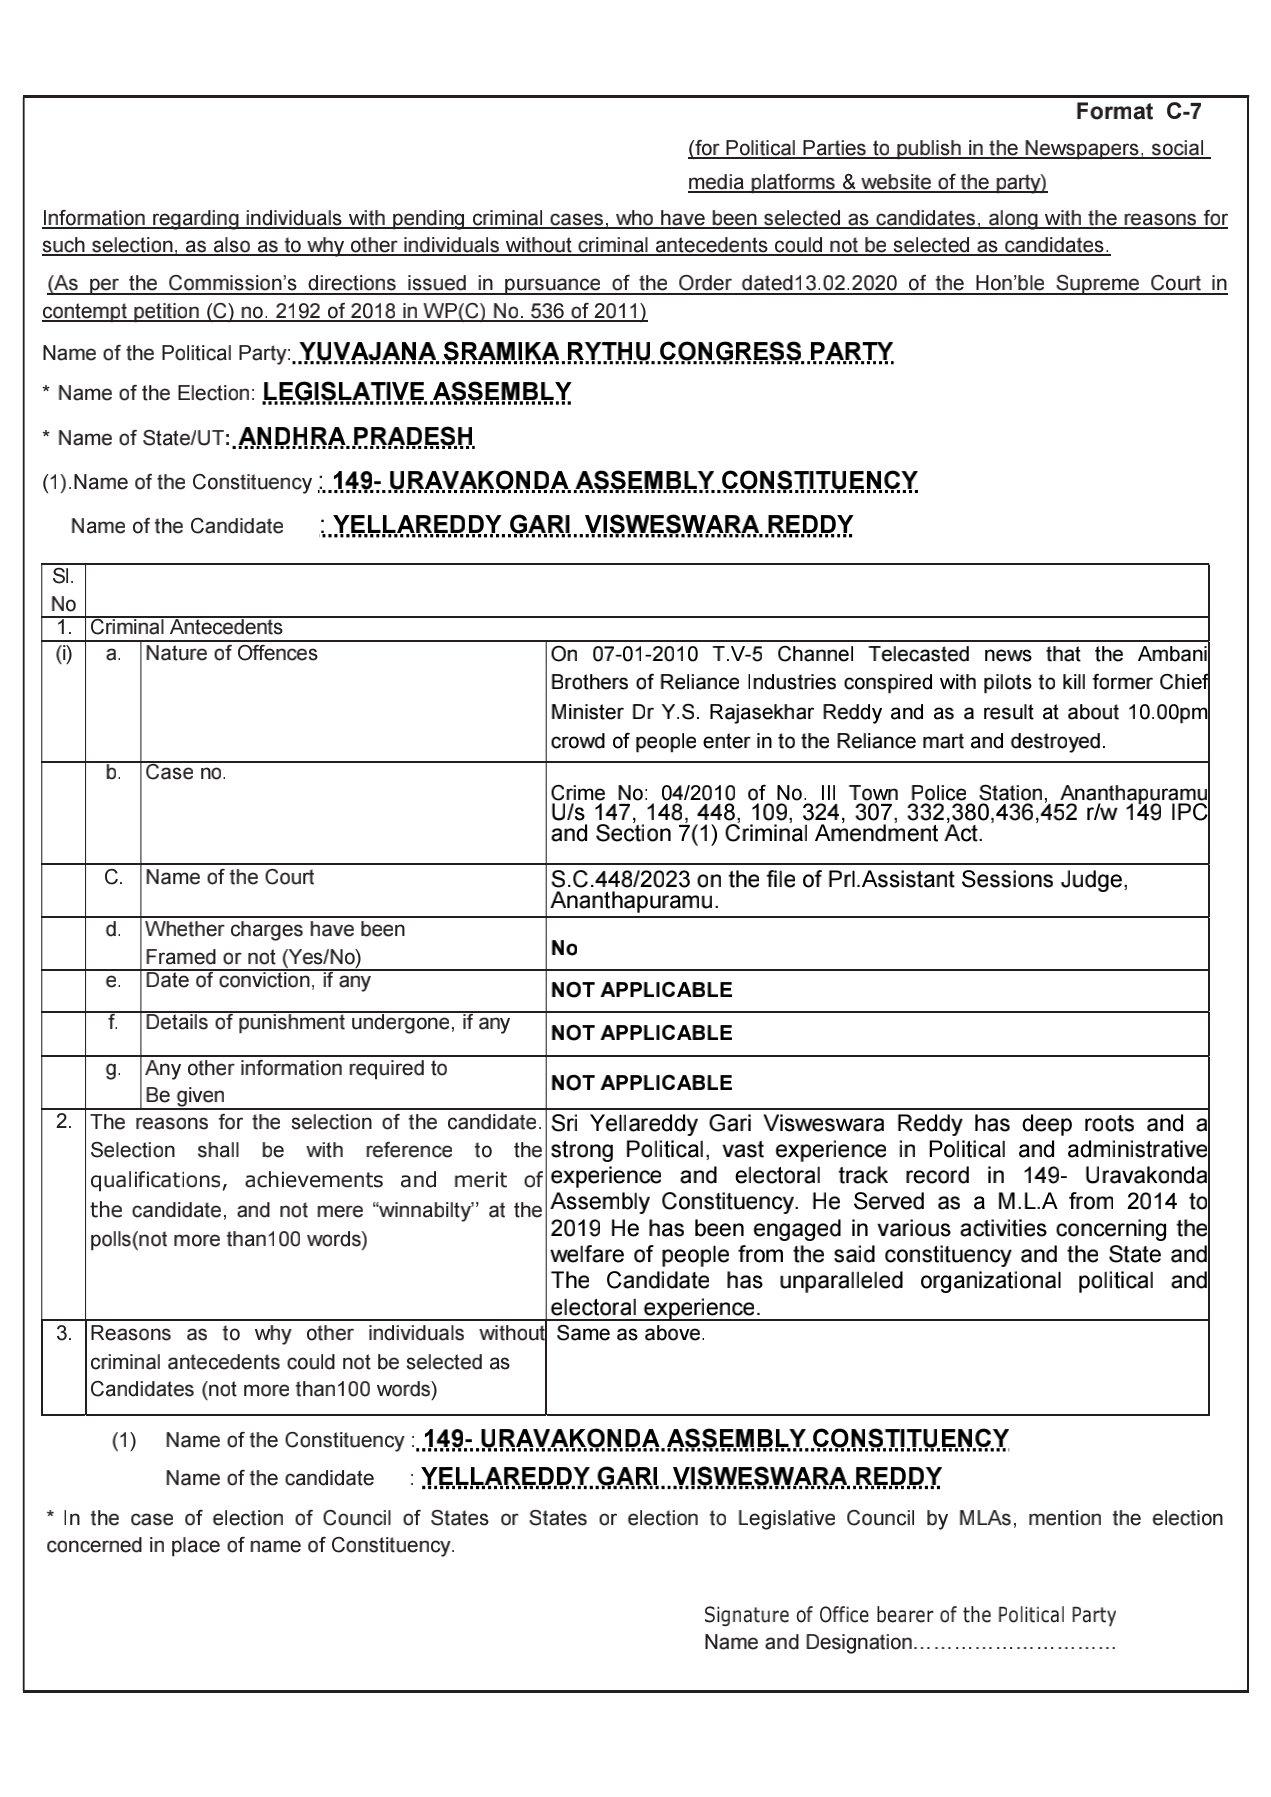 Format C-7
(for Political Parties to publish in the Newspapers, social
media platforms & website of the party)
Information regarding individuals with pending criminal cases, who have been selected as candidates, along with the reasons for
such selection, as also as to why other individuals without criminal antecedents could not be selected as candidates.
(As per the Commission's directions issued in pursuance of the Order dated13.02.2020 of the Hon'ble Supreme Court in
contempt petition (C) no. 2192 of 2018 in WP(C) No. 536 of 2011)
Name of the Political Party: YUVAJANA SRAMIKA RYTHU CONGRESS PARTY
* Name of the Election: LEGISLATIVE ASSEMBLY
* Name of State/UT: ANDHRA PRADESH
(1).Name of the Constituency : 149- URAVAKONDA ASSEMBLY CONSTITUENCY
Name of the Candidate : YELLAREDDY GARI VISWESWARA REDDY
Sl.
No
1. Criminal Antecedents
(i) a. Nature of Offences
On 07-01-2010 T.V-5 Channel Telecasted news that the Ambani
Brothers of Reliance Industries conspired with pilots to kill former Chief
Minister Dr Y.S. Rajasekhar Reddy and as a result at about 10.00pm
crowd of people enter in to the Reliance mart and destroyed.
b. Case no.
Crime No: 04/2010 of No. III Town Police Station, Ananthapuramu
U/s 147, 148, 448, 109, 324, 307, 332,380,436,452 r/w 149 IPC
and Section 7(1) Criminal Amendment Act.
C. Name of the Court
S.C.448/2023 on the file of Prl.Assistant Sessions Judge,
Ananthapuramu.
d. Whether charges have been
Framed or not (Yes/No)
No
e. Date of conviction, if any
NOT APPLICABLE
f. Details of punishment undergone, if any
NOT APPLICABLE
g. Any other information required to
Be given
NOT APPLICABLE
2. The reasons for the selection of the candidate.
Selection shall be with reference to the
qualifications, achievements and merit of
the candidate, and not mere "winnabilty" at the
polls(not more than100 words)
Sri Yellareddy Gari Visweswara Reddy has deep roots and a
strong Political, vast experience in Political and administrative
experience and electoral track record in 149- Uravakonda
Assembly Constituency. He Served as a M.L.A from 2014 to
2019 He has been engaged in various activities concerning the
welfare of people from the said constituency and the State and
The Candidate has unparalleled organizational political and
electoral experience.
3. Reasons as to why other individuals without
criminal antecedents could not be selected as
Candidates (not more than100 words)
Same as above.
(1) Name of the Constituency : 149- URAVAKONDA ASSEMBLY CONSTITUENCY
Name of the candidate : YELLAREDDY GARI VISWESWARA REDDY
* In the case of election of Council of States or States or election to Legislative Council by MLAs, mention the election
concerned in place of name of Constituency.
Signature of Office bearer of the Political Party
Name and Designation…………………………